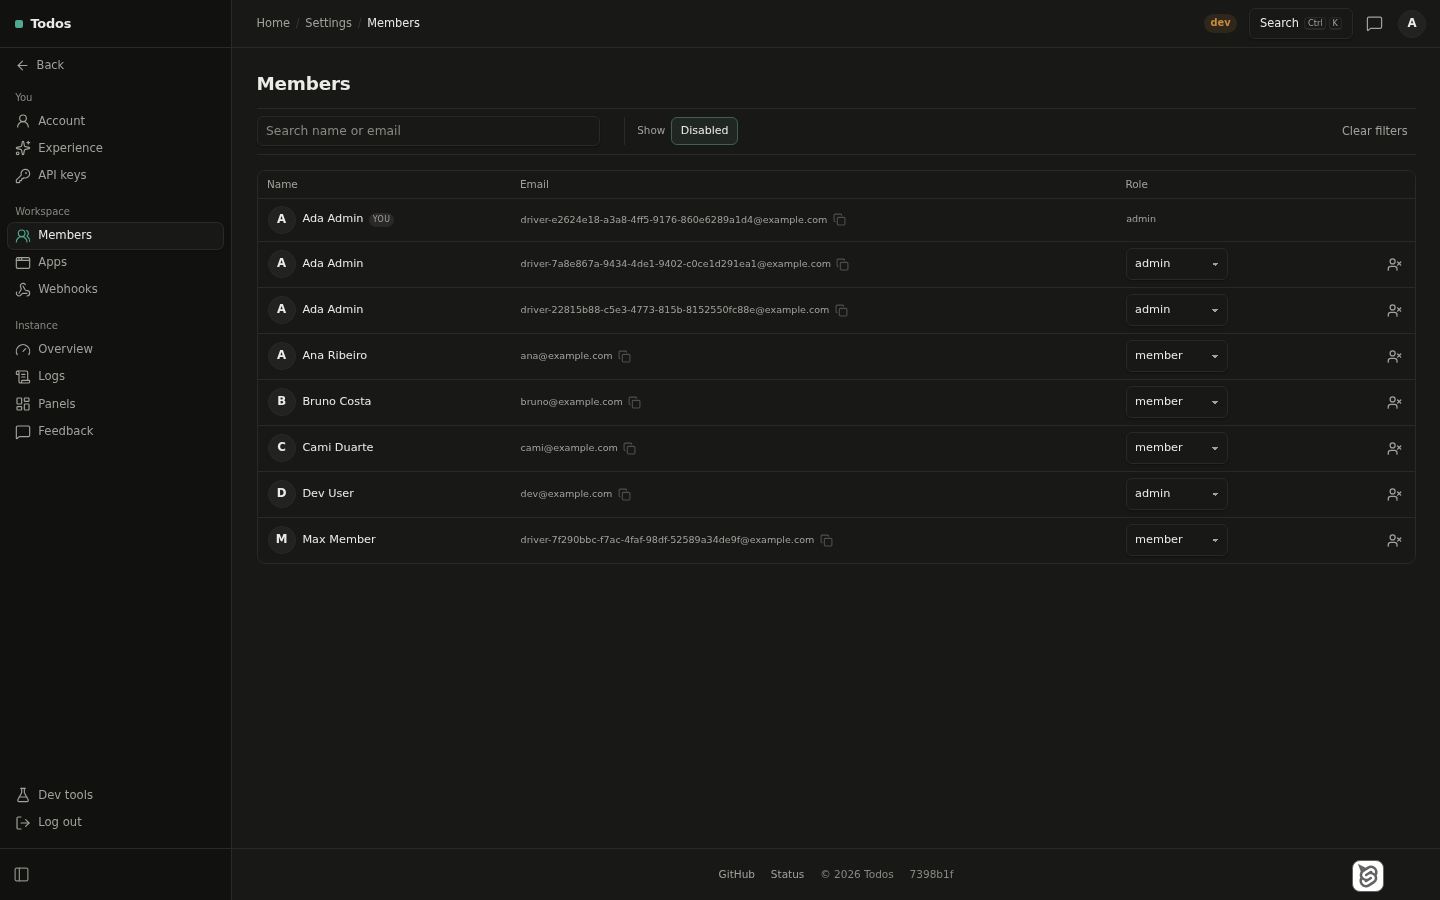 Todos
Home / Settings / Members
dev
Search Ctrl K
A
Back
You
Account
Experience
API keys
Workspace
Members
Apps
Webhooks
Instance
Overview
Logs
Panels
Feedback
Dev tools
Log out
Members
Search name or email
Show Disabled
Clear filters
Name Email Role
A Ada Admin YOU driver-e2624e18-a3a8-4ff5-9176-860e6289a1d4@example.com admin
A Ada Admin driver-7a8e867a-9434-4de1-9402-c0ce1d291ea1@example.com admin
A Ada Admin driver-22815b88-c5e3-4773-815b-8152550fc88e@example.com admin
A Ana Ribeiro ana@example.com member
B Bruno Costa bruno@example.com member
C Cami Duarte cami@example.com member
D Dev User dev@example.com admin
M Max Member driver-7f290bbc-f7ac-4faf-98df-52589a34de9f@example.com member
GitHub Status © 2026 Todos 7398b1f